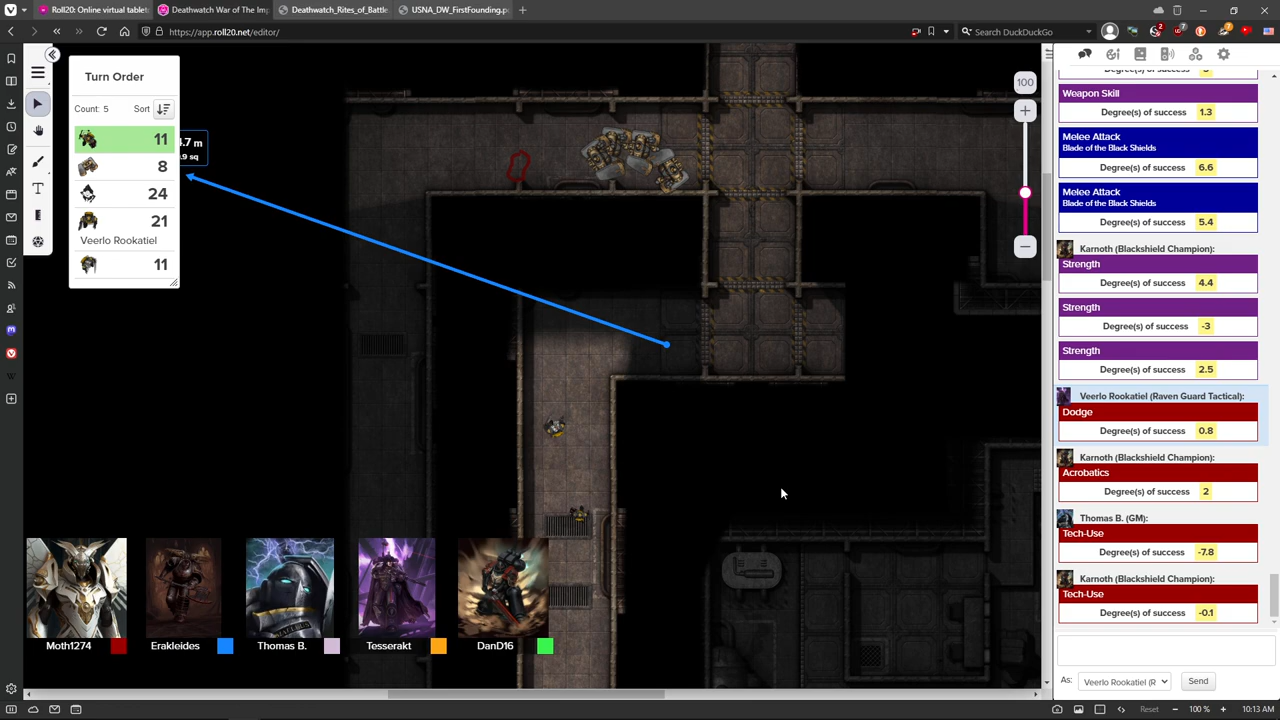 Roll20: Online virtual tablet
Deathwatch War of The Imp
Deathwatch_Rites_of_Battle
USNA_DW_FirstFounding.p
https://app.roll20.net/editor/
Search DuckDuckGo
Turn Order
Count: 5
Sort
11
8
24
21
Veerlo Rookatiel
11
.7 m
.9 sq
100
5
Weapon Skill
Degree(s) of success 1.3
Melee Attack
Blade of the Black Shields
Degree(s) of success 6.6
Melee Attack
Blade of the Black Shields
Degree(s) of success 5.4
Karnoth (Blackshield Champion):
Strength
Degree(s) of success 4.4
Strength
Degree(s) of success -3
Strength
Degree(s) of success 2.5
Veerlo Rookatiel (Raven Guard Tactical):
Dodge
Degree(s) of success 0.8
Karnoth (Blackshield Champion):
Acrobatics
Degree(s) of success 2
Thomas B. (GM):
Tech-Use
Degree(s) of success -7.8
Karnoth (Blackshield Champion):
Tech-Use
Degree(s) of success -0.1
As: Veerlo Rookatiel (R Send
Moth1274
Erakleides
Thomas B.
Tesserakt
DanD16
Reset
100 %
10:13 AM